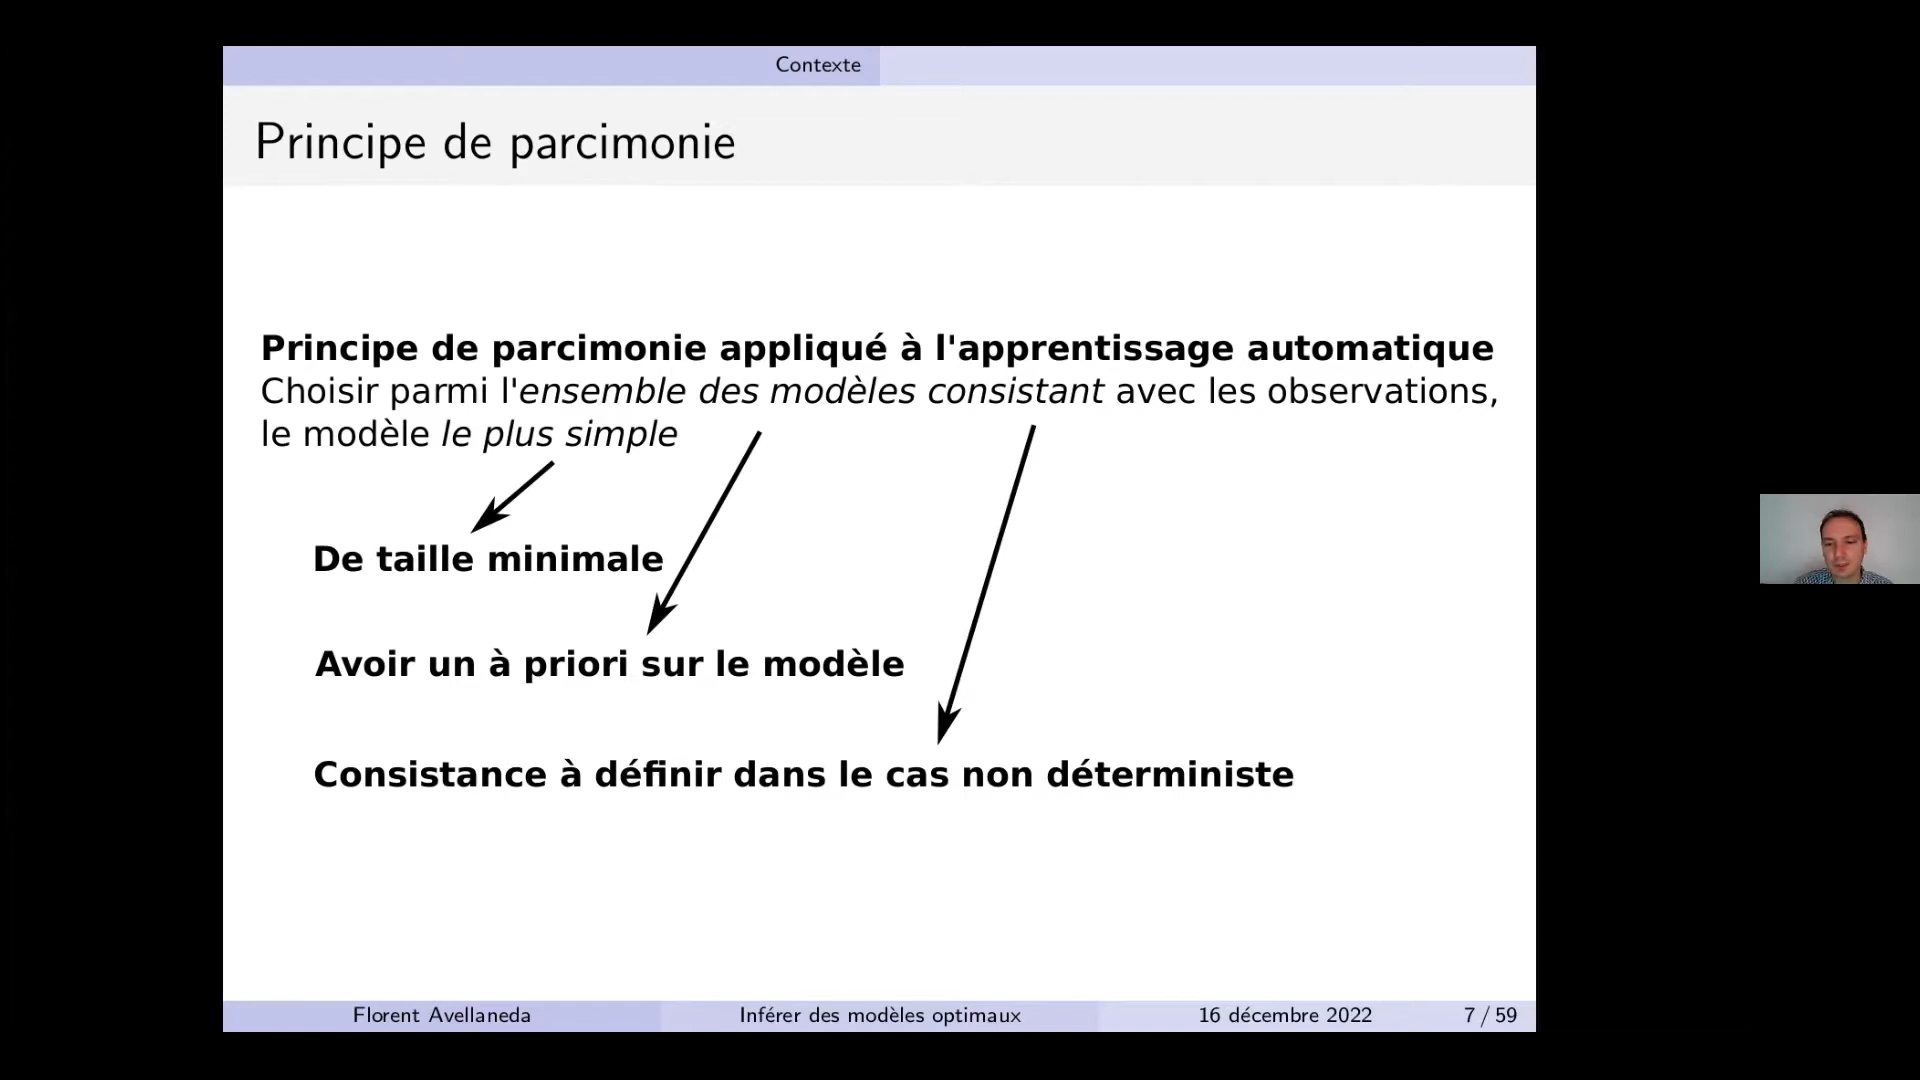 Contexte
Principe de parcimonie
Principe de parcimonie appliqué à l'apprentissage automatique
Choisir parmi l'ensemble des modèles consistant avec les observations,
le modèle le plus simple
De taille minimale
Avoir un à priori sur le modèle
Consistance à définir dans le cas non déterministe
Florent Avellaneda
Inférer des modèles optimaux
16 décembre 2022
7 / 59